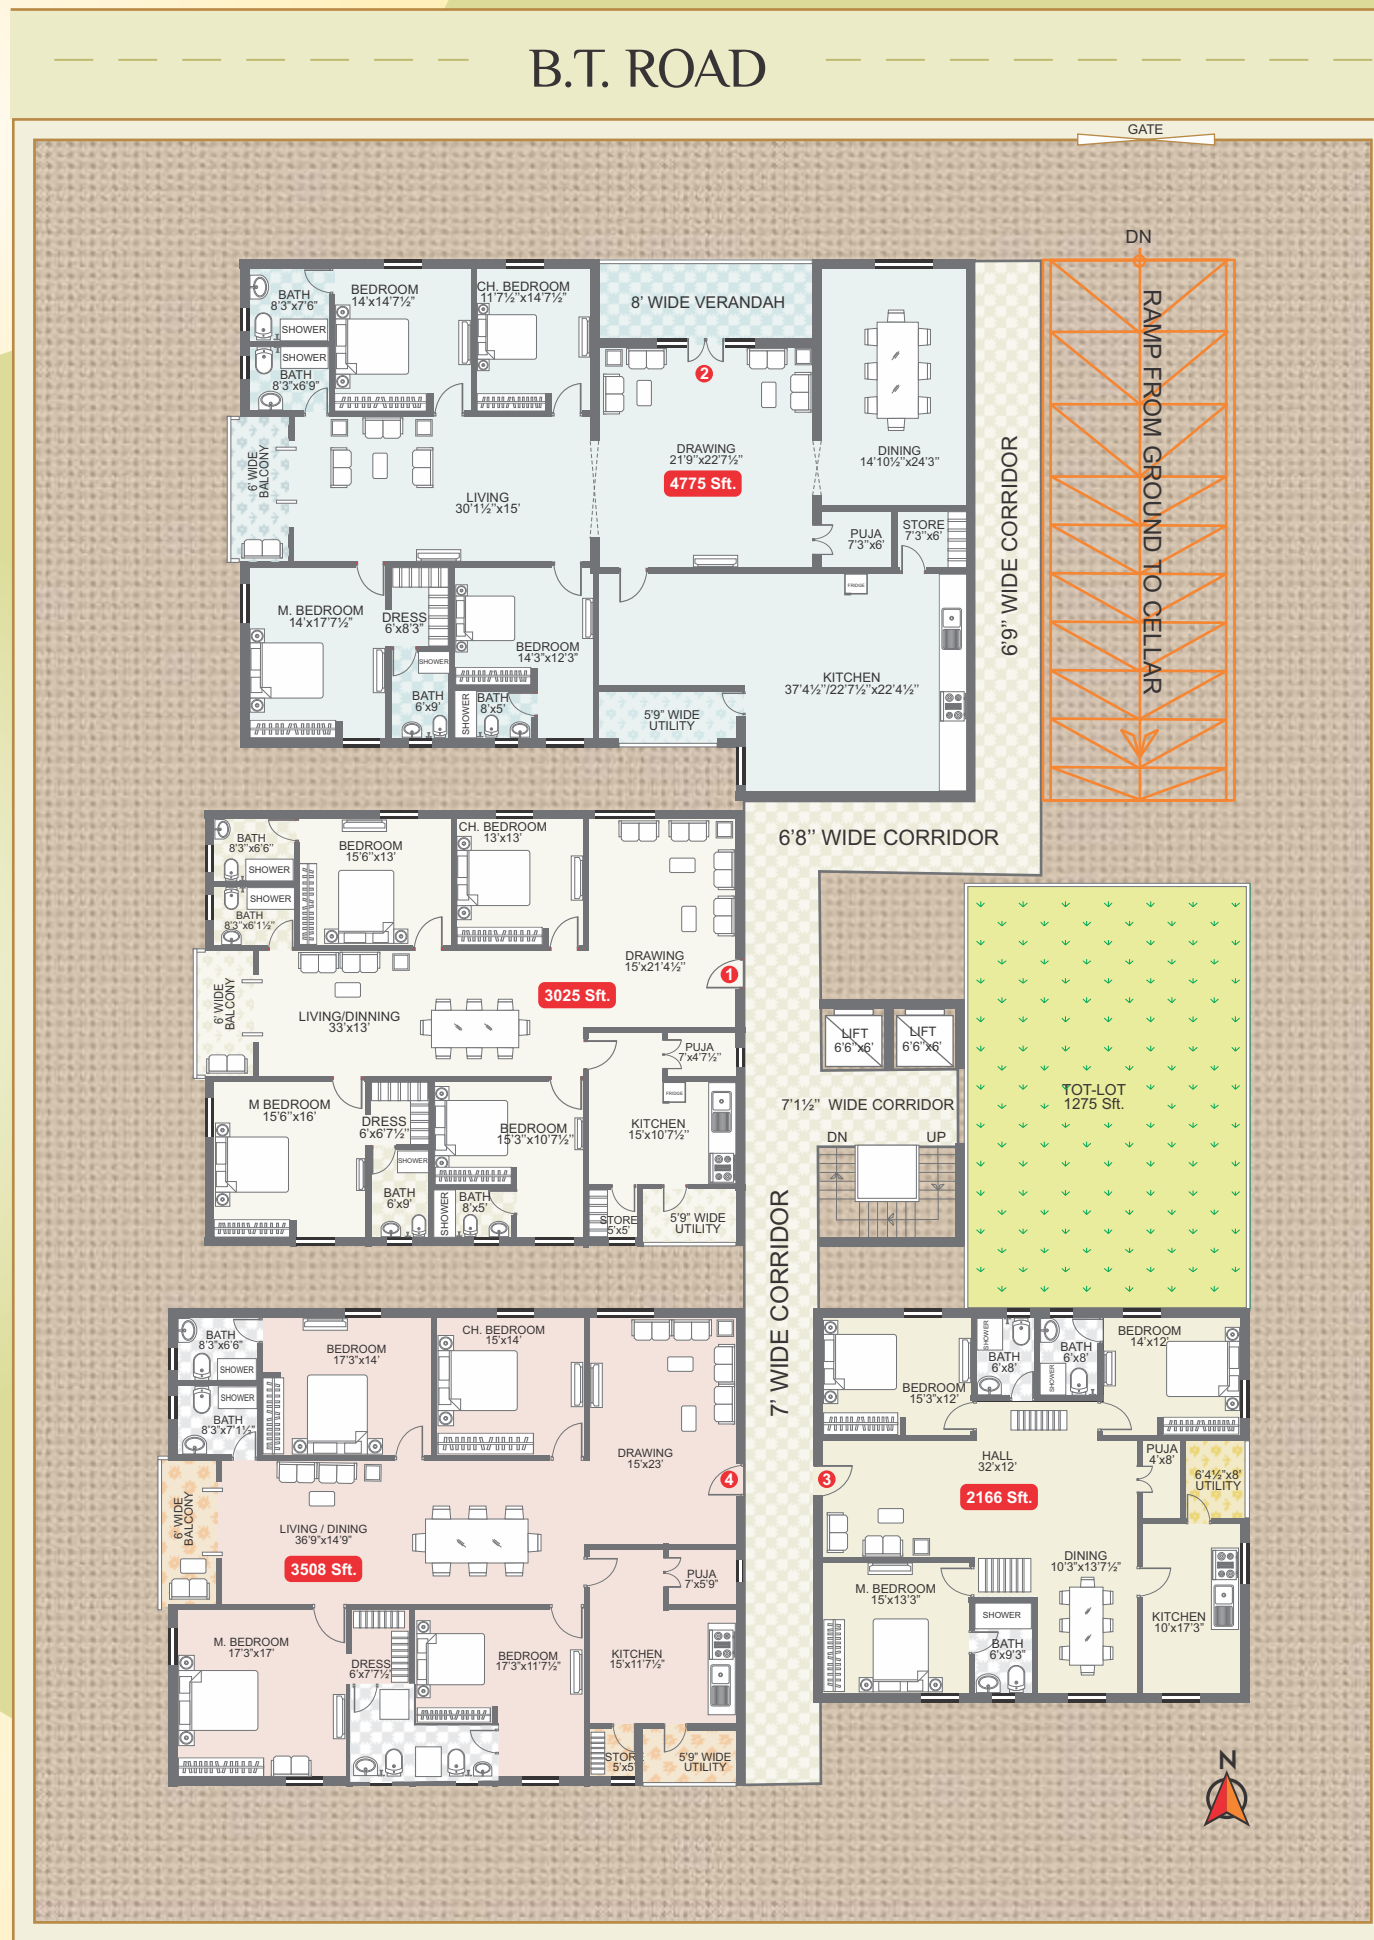 B.T. ROAD
GATE
DN
RAMP FROM GROUND TO CELLAR
6'9'' WIDE CORRIDOR
BATH
8'3"x7'6"
SHOWER
BEDROOM
14'x14'7½"
CH. BEDROOM
11'7½''x14'7½''
8' WIDE VERANDAH
SHOWER
BATH
8'3"x6'9"
2
DRAWING
21'9''x22'7½''
4775 Sft.
DINING
14'10½''x24'3''
6' WIDE
BALCONY
LIVING
30'1½''x15'
PUJA
7'3''x6'
STORE
7'3''x6'
FRIDGE
M. BEDROOM
14'x17'7½''
DRESS
6'x8'3''
SHOWER
BEDROOM
14'3''x12'3''
BATH
6'x9'
SHOWER
BATH
8'x5'
KITCHEN
37'4½''/22'7½''x22'4½''
5'9'' WIDE
UTILITY
6'8'' WIDE CORRIDOR
BATH
8'3''x6'6''
SHOWER
BEDROOM
15'6''x13'
CH. BEDROOM
13'x13'
SHOWER
BATH
8'3''x6'1½''
DRAWING
15'x21'4½''
1
3025 Sft.
6' WIDE
BALCONY
LIVING/DINNING
33'x13'
PUJA
7'x4'7½''
FRIDGE
M BEDROOM
15'6''x16'
DRESS
6'x6'7½''
SHOWER
BEDROOM
15'3''x10'7½''
KITCHEN
15'x10'7½''
BATH
6'x9'
SHOWER
BATH
8'x5'
STORE
5'x5'
5'9'' WIDE
UTILITY
LIFT
6'6''x6'
LIFT
6'6''x6'
7'1½'' WIDE CORRIDOR
DN
UP
TOT-LOT
1275 Sft.
7' WIDE CORRIDOR
BATH
8'3''x6'6''
SHOWER
BEDROOM
17'3''x14'
CH. BEDROOM
15'x14'
SHOWER
BATH
8'3''x7'1½''
DRAWING
15'x23'
4
6' WIDE
BALCONY
LIVING / DINING
36'9''x14'9''
3508 Sft.
PUJA
7'x5'9''
M. BEDROOM
17'3''x17'
DRESS
6'x7'7½''
BEDROOM
17'3''x11'7½''
KITCHEN
15'x11'7½''
STORE
5'x5'
5'9'' WIDE
UTILITY
BEDROOM
15'3''x12'
SHOWER
BATH
6'x8'
BATH
6'x8'
SHOWER
BEDROOM
14'x12'
3
HALL
32'x12'
2166 Sft.
PUJA
4'x8'
6'4½''x8'
UTILITY
M. BEDROOM
15'x13'3''
SHOWER
BATH
6'x9'3''
DINING
10'3''x13'7½''
KITCHEN
10'x17'3''
N